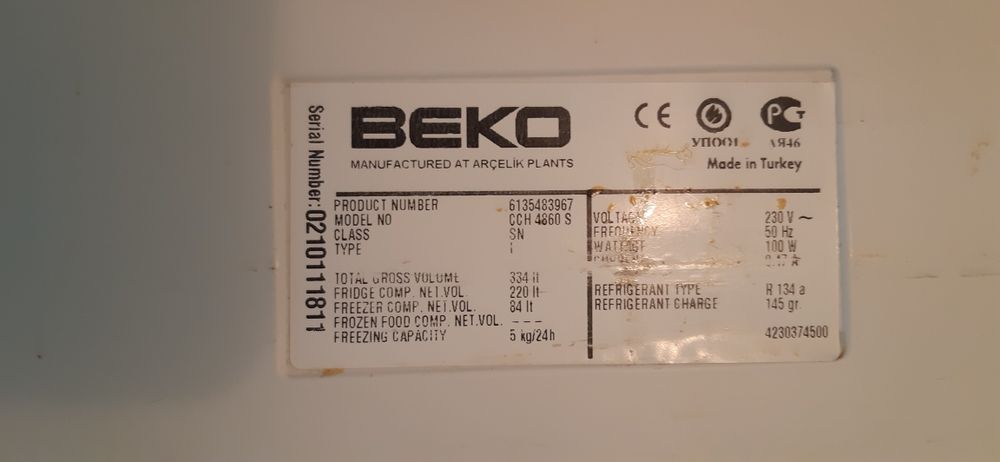 Serial Number:0210111811
BEKO
MANUFACTURED AT ARÇELİK PLANTS
CE
УПООІ
АЯ46
Made in Turkey
PRODUCT NUMBER 6135483967
MODEL NO CCH 4860 S
CLASS SN
TYPE I
TOTAL GROSS VOLUME 334 lt
FRIDGE COMP. NET.VOL. 220 lt
FREEZER COMP. NET.VOL. 84 lt
FROZEN FOOD COMP. NET.VOL. ---
FREEZING CAPACITY 5 kg/24h
VOLTAGE 230 V ~
FREQUENCY 50 Hz
WATTAGE 100 W
REFRIGERANT TYPE R 134 a
REFRIGERANT CHARGE 145 gr.
4230374500